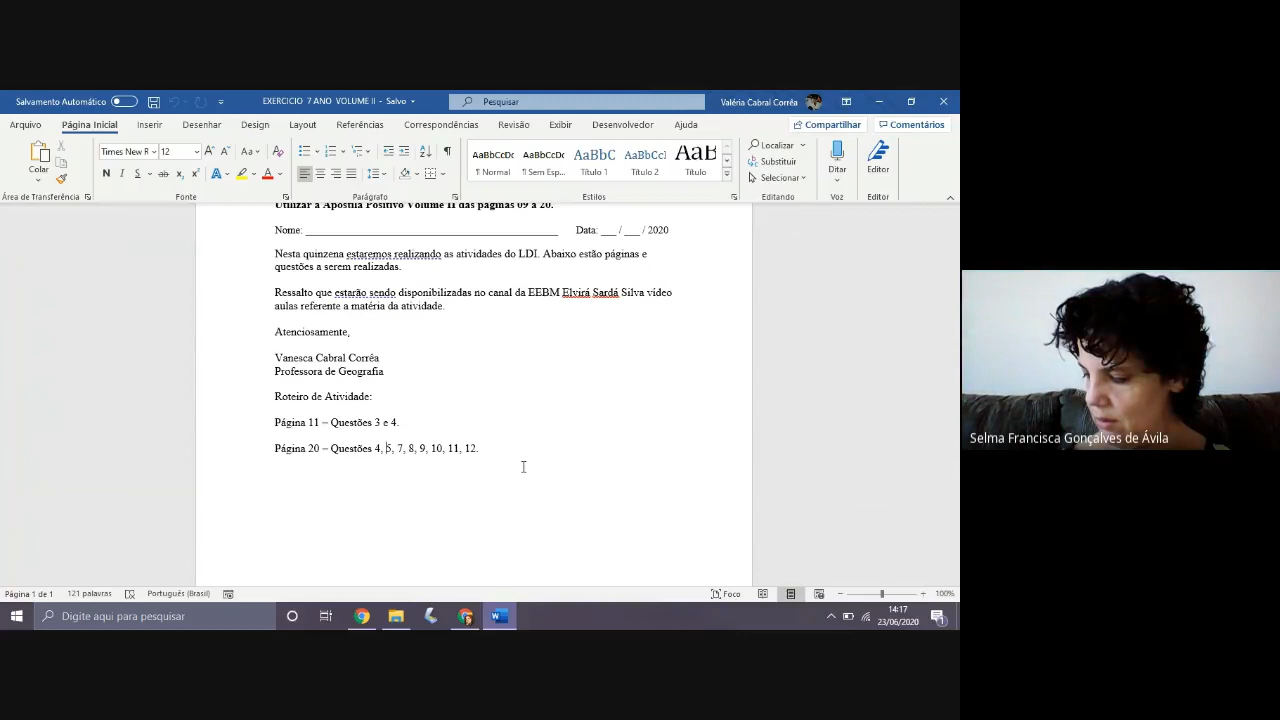 Salvamento Automático
EXERCICIO 7 ANO VOLUME II - Salvo
Pesquisar
Valéria Cabral Corrêa
Arquivo Página Inicial Inserir Desenhar Design Layout Referências Correspondências Revisão Exibir Desenvolvedor Ajuda
Compartilhar Comentários
Colar
Times New R 12
Aa
N I S ab x₂ x² A A
AaBbCcDc AaBbCcDc AaBbC AaBbCcI AaB
¶ Normal ¶ Sem Esp... Título 1 Título 2 Título
Localizar
Substituir
Selecionar
Ditar
Editor
Área de Transferência Fonte Parágrafo Estilos Editando Voz Editor
Utilizar a Apostila Positivo Volume II das páginas 09 a 20.
Nome: ______________________________________________ Data: ___ / ___ / 2020
Nesta quinzena estaremos realizando as atividades do LDI. Abaixo estão páginas e
questões a serem realizadas.
Ressalto que estarão sendo disponibilizadas no canal da EEBM Elvirá Sardá Silva vídeo
aulas referente a matéria da atividade.
Atenciosamente,
Vanesca Cabral Corrêa
Professora de Geografia
Roteiro de Atividade:
Página 11 – Questões 3 e 4.
Página 20 – Questões 4, 5, 7, 8, 9, 10, 11, 12.
Selma Francisca Gonçalves de Ávila
Página 1 de 1 121 palavras Português (Brasil) Foco 100%
Digite aqui para pesquisar
14:17
23/06/2020
1